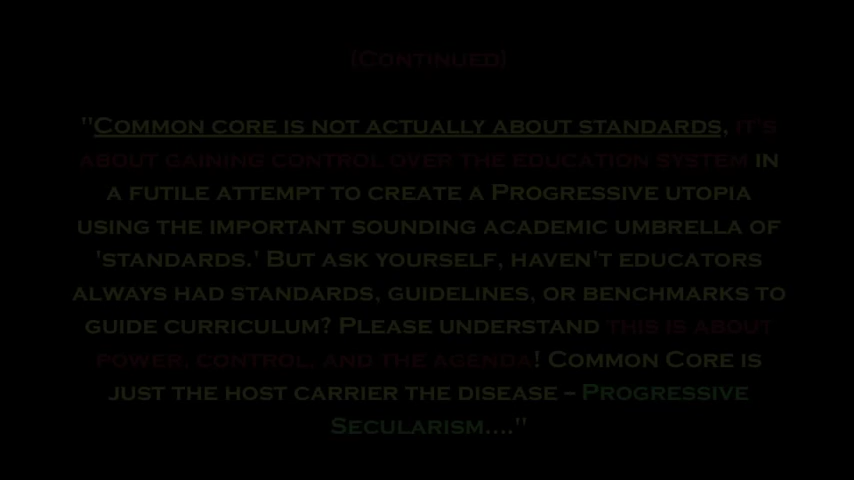 (Continued)
"Common core is not actually about standards, it's
about gaining control over the education system in
a futile attempt to create a Progressive utopia
using the important sounding academic umbrella of
'standards.' But ask yourself, haven't educators
always had standards, guidelines, or benchmarks to
guide curriculum? Please understand this is about
power, control, and the agenda! Common Core is
just the host carrier the disease – Progressive
Secularism...."